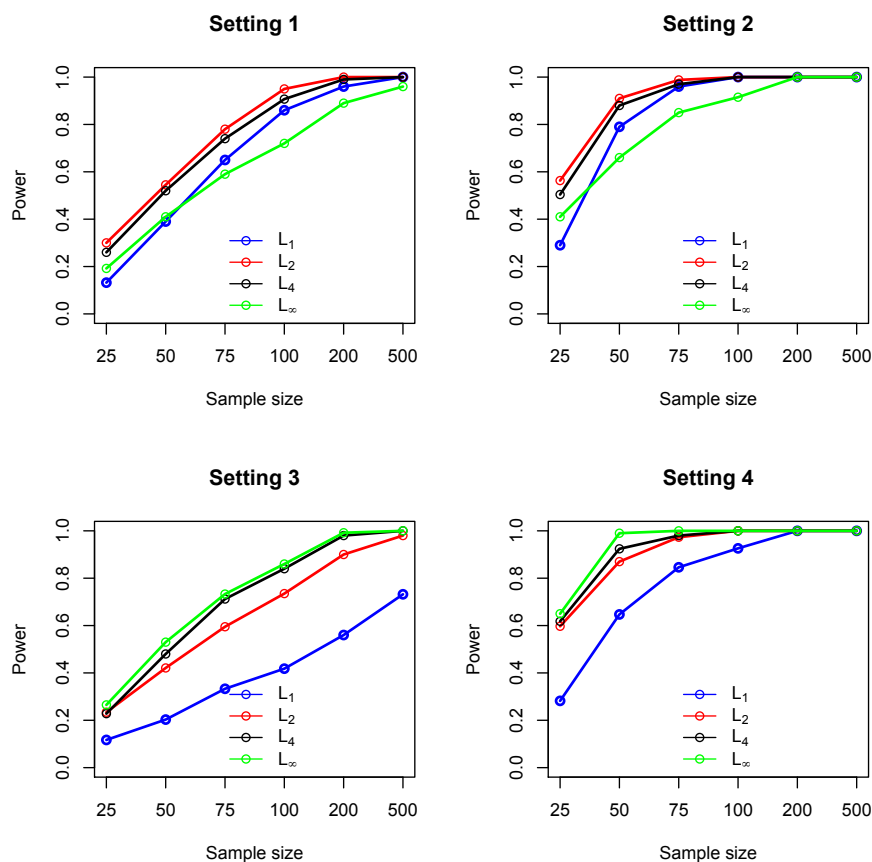 Setting 1
Power
0.0 0.2 0.4 0.6 0.8 1.0
L₁
L₂
L₄
L∞
25 50 75 100 200 500
Sample size
Setting 2
Power
0.0 0.2 0.4 0.6 0.8 1.0
L₁
L₂
L₄
L∞
25 50 75 100 200 500
Sample size
Setting 3
Power
0.0 0.2 0.4 0.6 0.8 1.0
L₁
L₂
L₄
L∞
25 50 75 100 200 500
Sample size
Setting 4
Power
0.0 0.2 0.4 0.6 0.8 1.0
L₁
L₂
L₄
L∞
25 50 75 100 200 500
Sample size